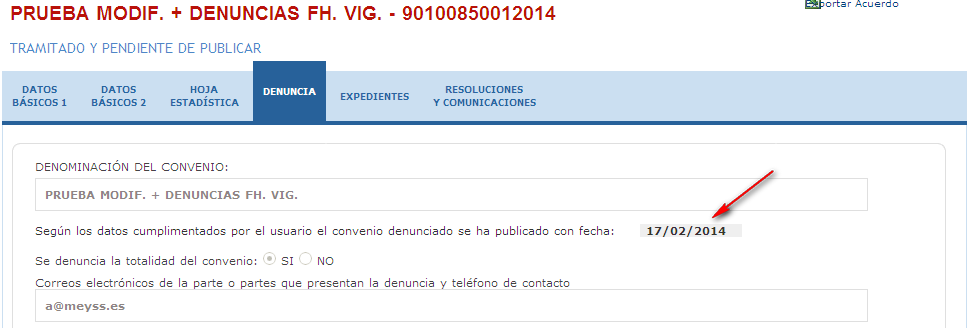 PRUEBA MODIF. + DENUNCIAS FH. VIG. - 90100850012014
Exportar Acuerdo
TRAMITADO Y PENDIENTE DE PUBLICAR
DATOS
BÁSICOS 1
DATOS
BÁSICOS 2
HOJA
ESTADÍSTICA
DENUNCIA
EXPEDIENTES
RESOLUCIONES
Y COMUNICACIONES
DENOMINACIÓN DEL CONVENIO:
PRUEBA MODIF. + DENUNCIAS FH. VIG.
Según los datos cumplimentados por el usuario el convenio denunciado se ha publicado con fecha: 17/02/2014
Se denuncia la totalidad del convenio: SI NO
Correos electrónicos de la parte o partes que presentan la denuncia y teléfono de contacto
a@meyss.es